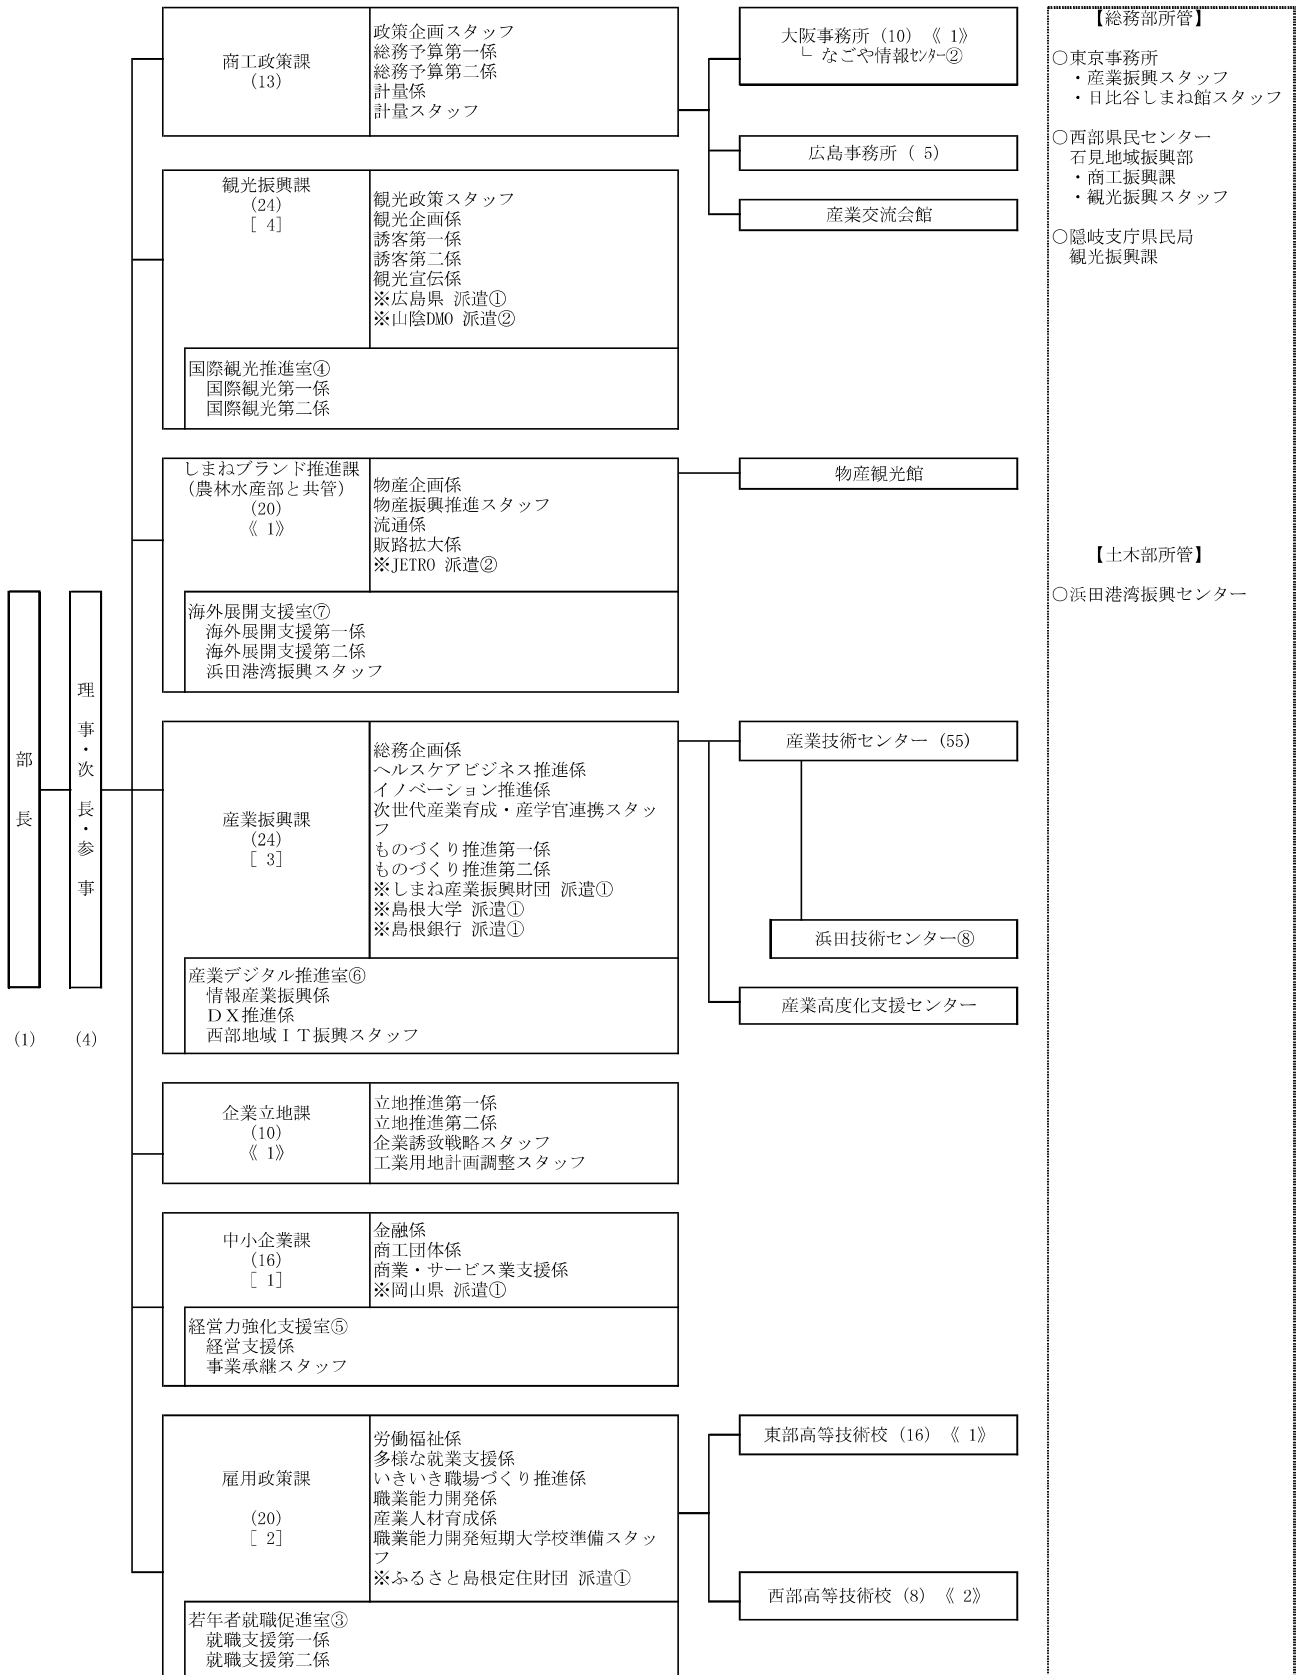 部長
(1)
理事・次長・参事
(4)
商工政策課
(13)
政策企画スタッフ
総務予算第一係
総務予算第二係
計量係
計量スタッフ
大阪事務所 (10) 《 1》
└ なごや情報ｾﾝﾀｰ②
広島事務所 ( 5)
産業交流会館
観光振興課
(24)
[ 4]
観光政策スタッフ
観光企画係
誘客第一係
誘客第二係
観光宣伝係
※広島県 派遣①
※山陰DMO 派遣②
国際観光推進室④
国際観光第一係
国際観光第二係
しまねブランド推進課
(農林水産部と共管)
(20)
《 1》
物産企画係
物産振興推進スタッフ
流通係
販路拡大係
※JETRO 派遣②
海外展開支援室⑦
海外展開支援第一係
海外展開支援第二係
浜田港湾振興スタッフ
物産観光館
産業振興課
(24)
[ 3]
総務企画係
ヘルスケアビジネス推進係
イノベーション推進係
次世代産業育成・産学官連携スタッ
フ
ものづくり推進第一係
ものづくり推進第二係
※しまね産業振興財団 派遣①
※島根大学 派遣①
※島根銀行 派遣①
産業デジタル推進室⑥
情報産業振興係
ＤＸ推進係
西部地域ＩＴ振興スタッフ
産業技術センター (55)
浜田技術センター⑧
産業高度化支援センター
企業立地課
(10)
《 1》
立地推進第一係
立地推進第二係
企業誘致戦略スタッフ
工業用地計画調整スタッフ
中小企業課
(16)
[ 1]
金融係
商工団体係
商業・サービス業支援係
※岡山県 派遣①
経営力強化支援室⑤
経営支援係
事業承継スタッフ
雇用政策課
(20)
[ 2]
労働福祉係
多様な就業支援係
いきいき職場づくり推進係
職業能力開発係
産業人材育成係
職業能力開発短期大学校準備スタッ
フ
※ふるさと島根定住財団 派遣①
若年者就職促進室③
就職支援第一係
就職支援第二係
東部高等技術校 (16) 《 1》
西部高等技術校 (8) 《 2》
【総務部所管】
○東京事務所
・産業振興スタッフ
・日比谷しまね館スタッフ
○西部県民センター
石見地域振興部
・商工振興課
・観光振興スタッフ
○隠岐支庁県民局
観光振興課
【土木部所管】
○浜田港湾振興センター